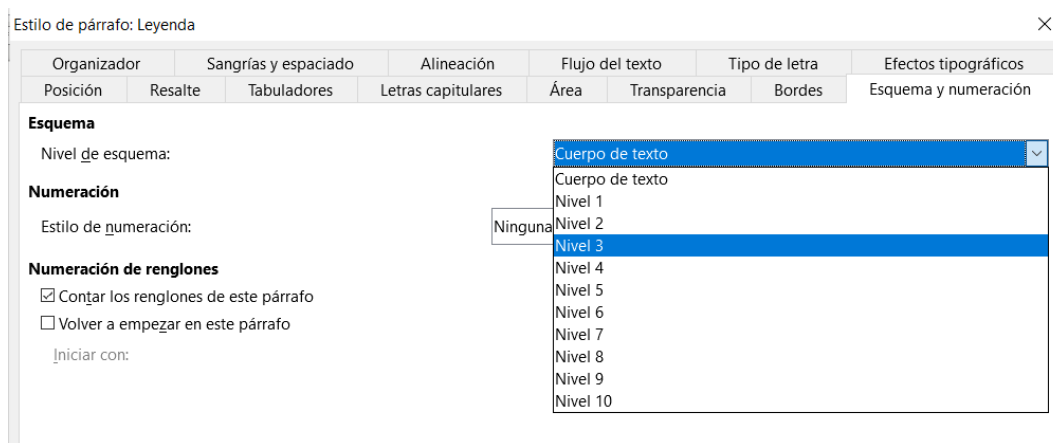 Estilo de párrafo: Leyenda
Organizador Sangrías y espaciado Alineación Flujo del texto Tipo de letra Efectos tipográficos
Posición Resalte Tabuladores Letras capitulares Área Transparencia Bordes Esquema y numeración
Esquema
Nivel de esquema: Cuerpo de texto
Cuerpo de texto
Numeración
Nivel 1
Nivel 2
Estilo de numeración: Ninguna
Nivel 3
Numeración de renglones
Nivel 4
Contar los renglones de este párrafo
Nivel 5
Nivel 6
Volver a empezar en este párrafo
Nivel 7
Iniciar con:
Nivel 8
Nivel 9
Nivel 10